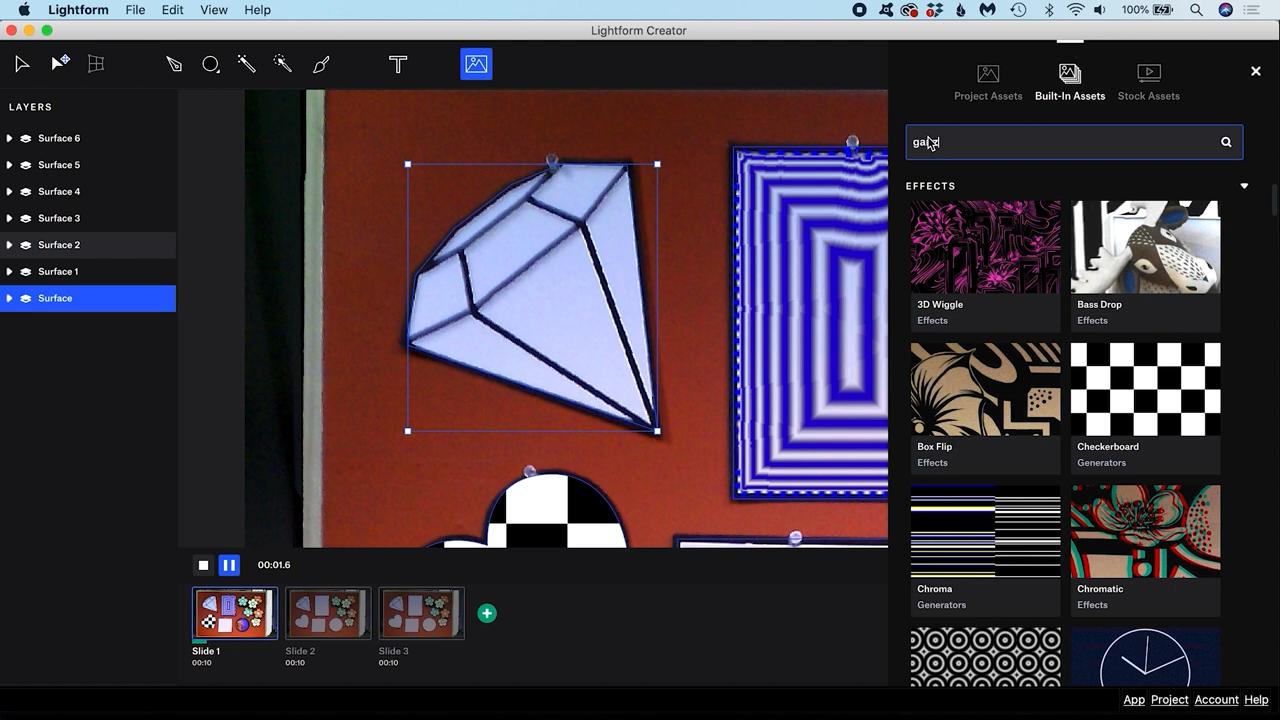 Lightform Creator File Edit View Help
100%
Lightform Creator
Project Assets Built-In Assets Stock Assets
LAYERS
Surface 6
Surface 5
Surface 4
Surface 3
Surface 2
Surface 1
Surface
EFFECTS
3D Wiggle
Effects
Bass Drop
Effects
Box Flip
Effects
Checkerboard
Generators
Chroma
Generators
Chromatic
Effects
00:01.6
Slide 1
00:10
Slide 2
00:10
Slide 3
00:10
App Project Account Help